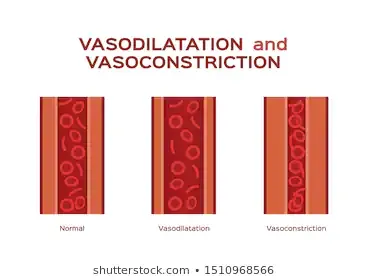 VASODILATATION and
VASOCONSTRICTION
Normal
Vasodilatation
Vasoconstriction
shutterstock.com • 1510968566